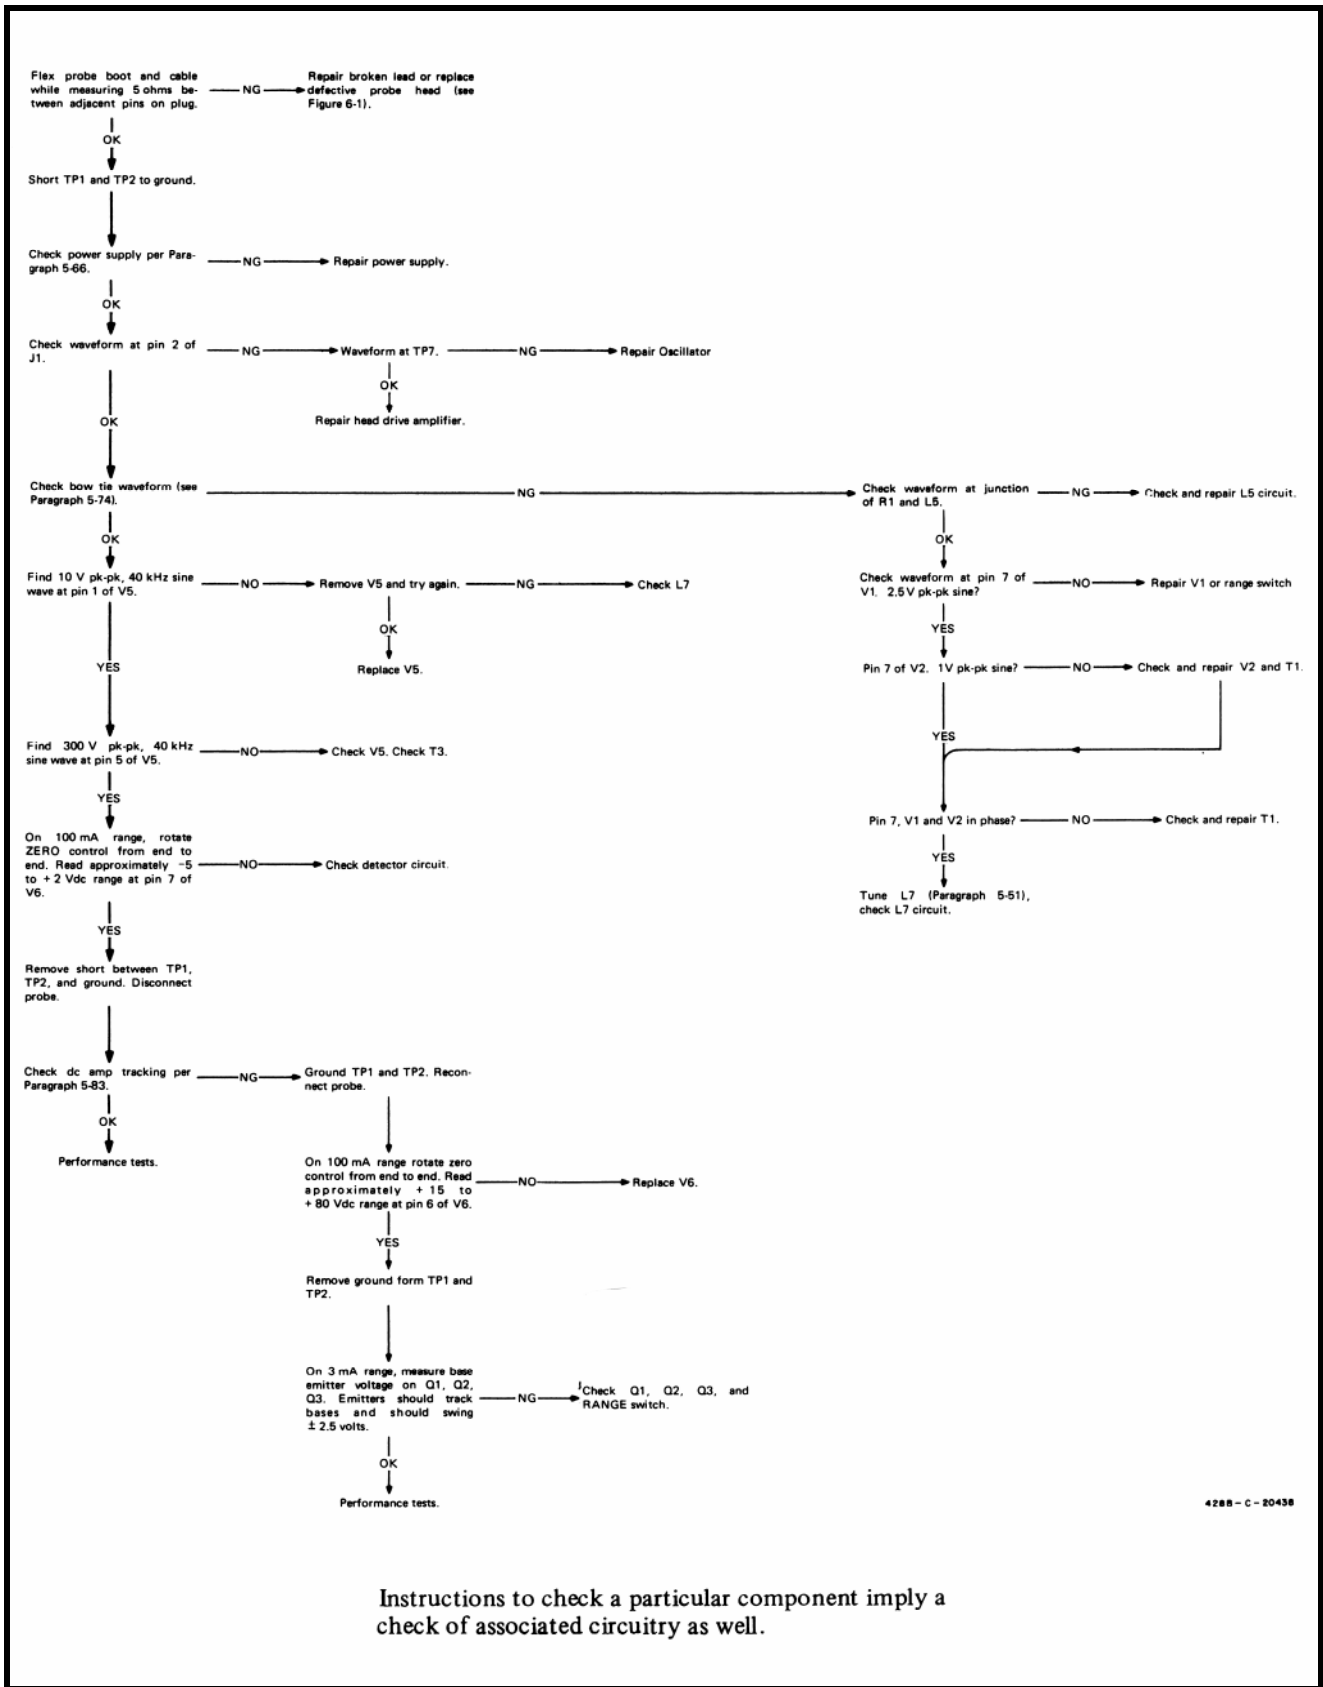 Flex probe boot and cable
while measuring 5 ohms be-
tween adjacent pins on plug.
NG
Repair broken lead or replace
defective probe head (see
Figure 6-1).
OK
Short TP1 and TP2 to ground.
Check power supply per Para-
graph 5-66.
NG
Repair power supply.
OK
Check waveform at pin 2 of
J1.
NG
Waveform at TP7.
NG
Repair Oscillator
OK
Repair head drive amplifier.
OK
Check bow tie waveform (see
Paragraph 5-74).
NG
Check waveform at junction
of R1 and L5.
NG
Check and repair L5 circuit.
OK
OK
Find 10 V pk-pk, 40 kHz sine
wave at pin 1 of V5.
NO
Remove V5 and try again.
NG
Check L7
Check waveform at pin 7 of
V1. 2.5V pk-pk sine?
NO
Repair V1 or range switch
OK
Replace V5.
YES
YES
Pin 7 of V2. 1V pk-pk sine?
NO
Check and repair V2 and T1.
YES
Find 300 V pk-pk, 40 kHz
sine wave at pin 5 of V5.
NO
Check V5. Check T3.
YES
Pin 7, V1 and V2 in phase?
NO
Check and repair T1.
On 100 mA range, rotate
ZERO control from end to
end. Read approximately -5
to + 2 Vdc range at pin 7 of
V6.
NO
Check detector circuit.
YES
Tune L7 (Paragraph 5-51),
check L7 circuit.
YES
Remove short between TP1,
TP2, and ground. Disconnect
probe.
Check dc amp tracking per
Paragraph 5-83.
NG
Ground TP1 and TP2. Recon-
nect probe.
OK
Performance tests.
On 100 mA range rotate zero
control from end to end. Read
approximately + 15 to
+ 80 Vdc range at pin 6 of V6.
NO
Replace V6.
YES
Remove ground form TP1 and
TP2.
On 3 mA range, measure base
emitter voltage on Q1, Q2,
Q3. Emitters should track
bases and should swing
± 2.5 volts.
NG
Check Q1, Q2, Q3, and
RANGE switch.
OK
Performance tests.
428B-C-20438
Instructions to check a particular component imply a
check of associated circuitry as well.